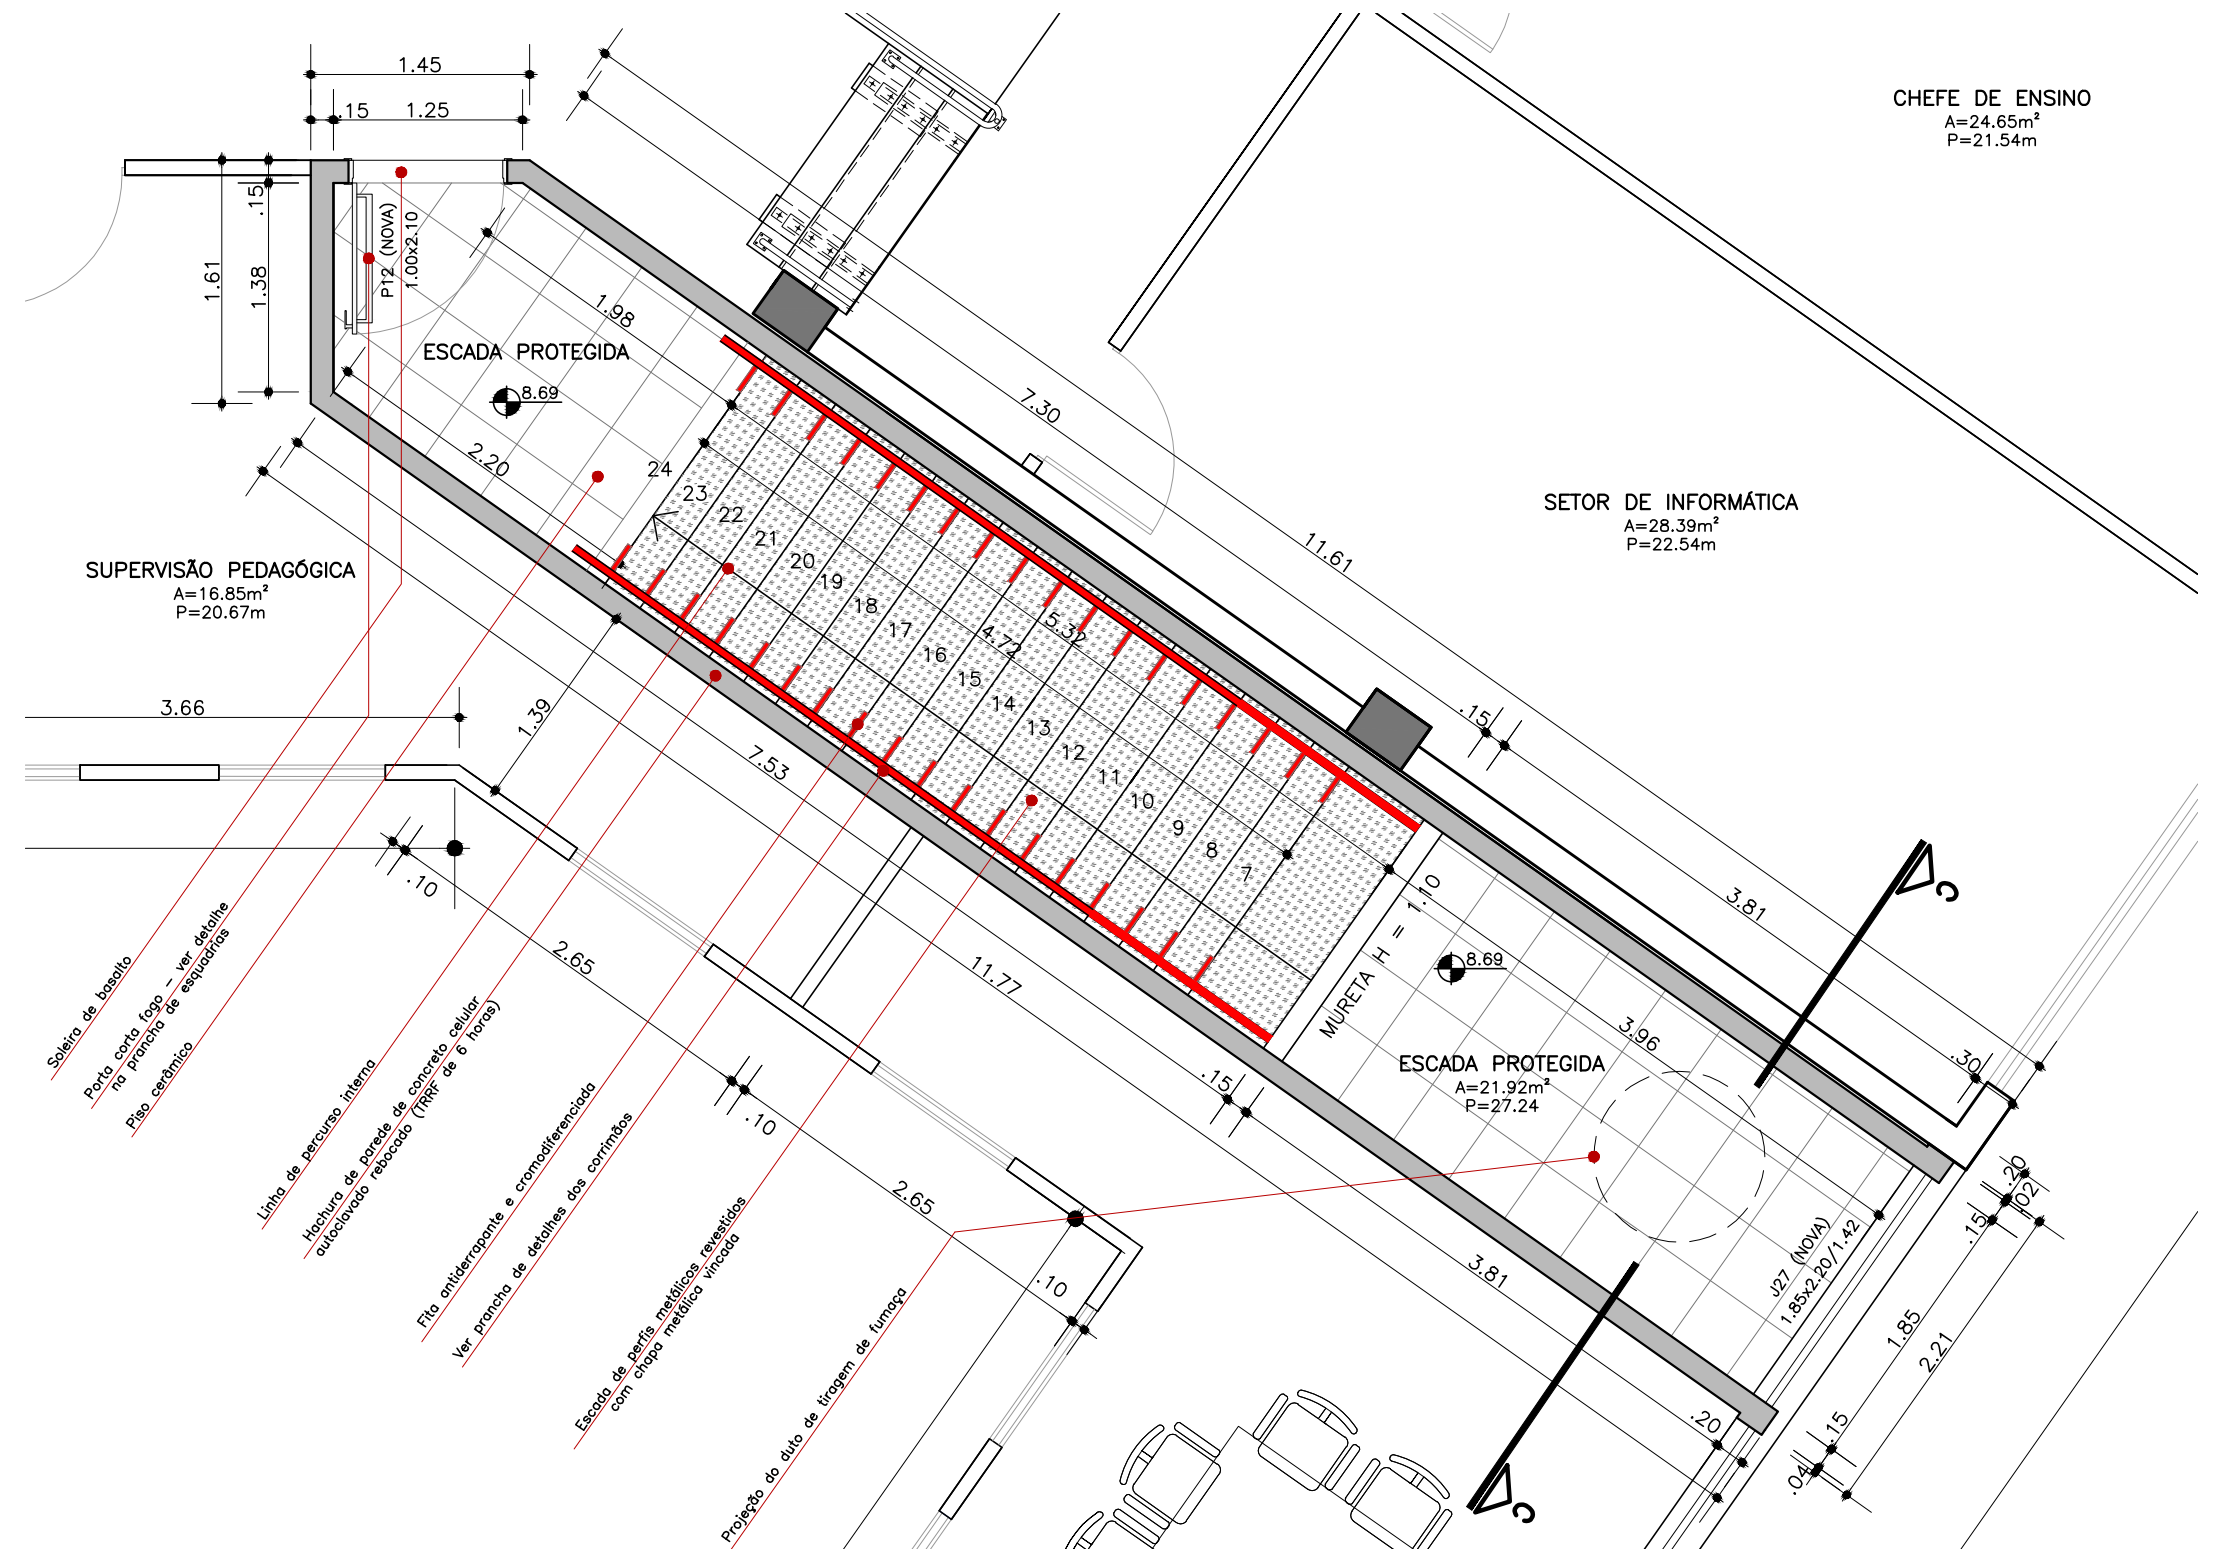 1.45
.15
1.25
CHEFE DE ENSINO
A=24.65m²
P=21.54m
.15
1.61
1.38
P12 (NOVA)
1.00x2.10
1.98
ESCADA PROTEGIDA
8.69
7.30
2.20
24
23
22
21
20
19
18
17
16
15
14
13
12
11
10
9
8
7
SETOR DE INFORMÁTICA
A=28.39m²
P=22.54m
11.61
SUPERVISÃO PEDAGÓGICA
A=16.85m²
P=20.67m
5.32
4.72
3.66
1.39
.15
7.53
3.81
.10
2.65
MURETA H = 1.10
8.69
11.77
3.96
.30
ESCADA PROTEGIDA
A=21.92m²
P=27.24
.15
.10
2.65
.10
3.81
.20
C
C
.20
.02
.15
J27 (NOVA)
1.85x2.20/1.42
1.85
2.21
.15
.04
Soleira de basalto
Porta corta fogo - ver detalhe
na prancha de esquadrias
Piso cerâmico
Linha de percurso interna
Hachura de parede de concreto celular
autoclavado rebocado (TRRF de 6 horas)
Fita antiderrapante e cromodiferenciada
Ver prancha de detalhes dos corrimãos
Escada de perfis metálicos revestidos
com chapa metálica vincada
Projeção do duto de tiragem de fumaça